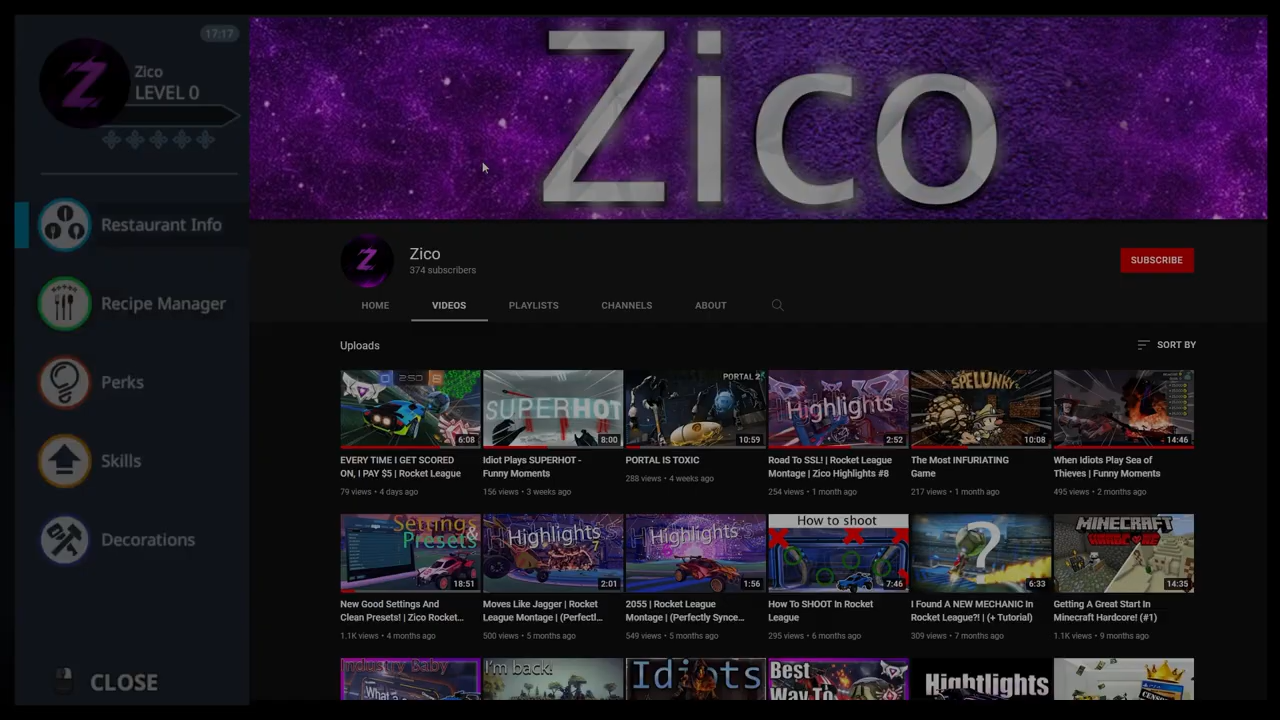 17:17
Zico
LEVEL 0
Restaurant Info
Recipe Manager
Perks
Skills
Decorations
CLOSE
Zico
Zico
374 subscribers
SUBSCRIBE
HOME
VIDEOS
PLAYLISTS
CHANNELS
ABOUT
Uploads
SORT BY
2:50
6:08
EVERY TIME I GET SCORED
ON, I PAY $5 | Rocket League
79 views • 4 days ago
SUPERHOT
8:00
Idiot Plays SUPERHOT -
Funny Moments
156 views • 3 weeks ago
PORTAL 2
10:59
PORTAL IS TOXIC
288 views • 4 weeks ago
Highlights
2:52
Road To SSL! | Rocket League
Montage | Zico Highlights #8
254 views • 1 month ago
SPELUNKY
10:08
The Most INFURIATING
Game
217 views • 1 month ago
14:46
When Idiots Play Sea of
Thieves | Funny Moments
495 views • 2 months ago
Settings
&
Presets
18:51
New Good Settings And
Clean Presets! | Zico Rocket...
1.1K views • 4 months ago
Highlights
7
2:01
Moves Like Jagger | Rocket
League Montage | (Perfectl...
500 views • 5 months ago
Highlights
1:56
2055 | Rocket League
Montage | (Perfectly Synce...
549 views • 5 months ago
How to shoot
7:46
How To SHOOT In Rocket
League
295 views • 6 months ago
?
6:33
I Found A NEW MECHANIC In
Rocket League?! | (+ Tutorial)
309 views • 7 months ago
MINECRAFT
14:35
Getting A Great Start In
Minecraft Hardcore! (#1)
1.1K views • 9 months ago
Industry Baby
What a
I'm back.
Idiots
Best
Way To
Hightlights